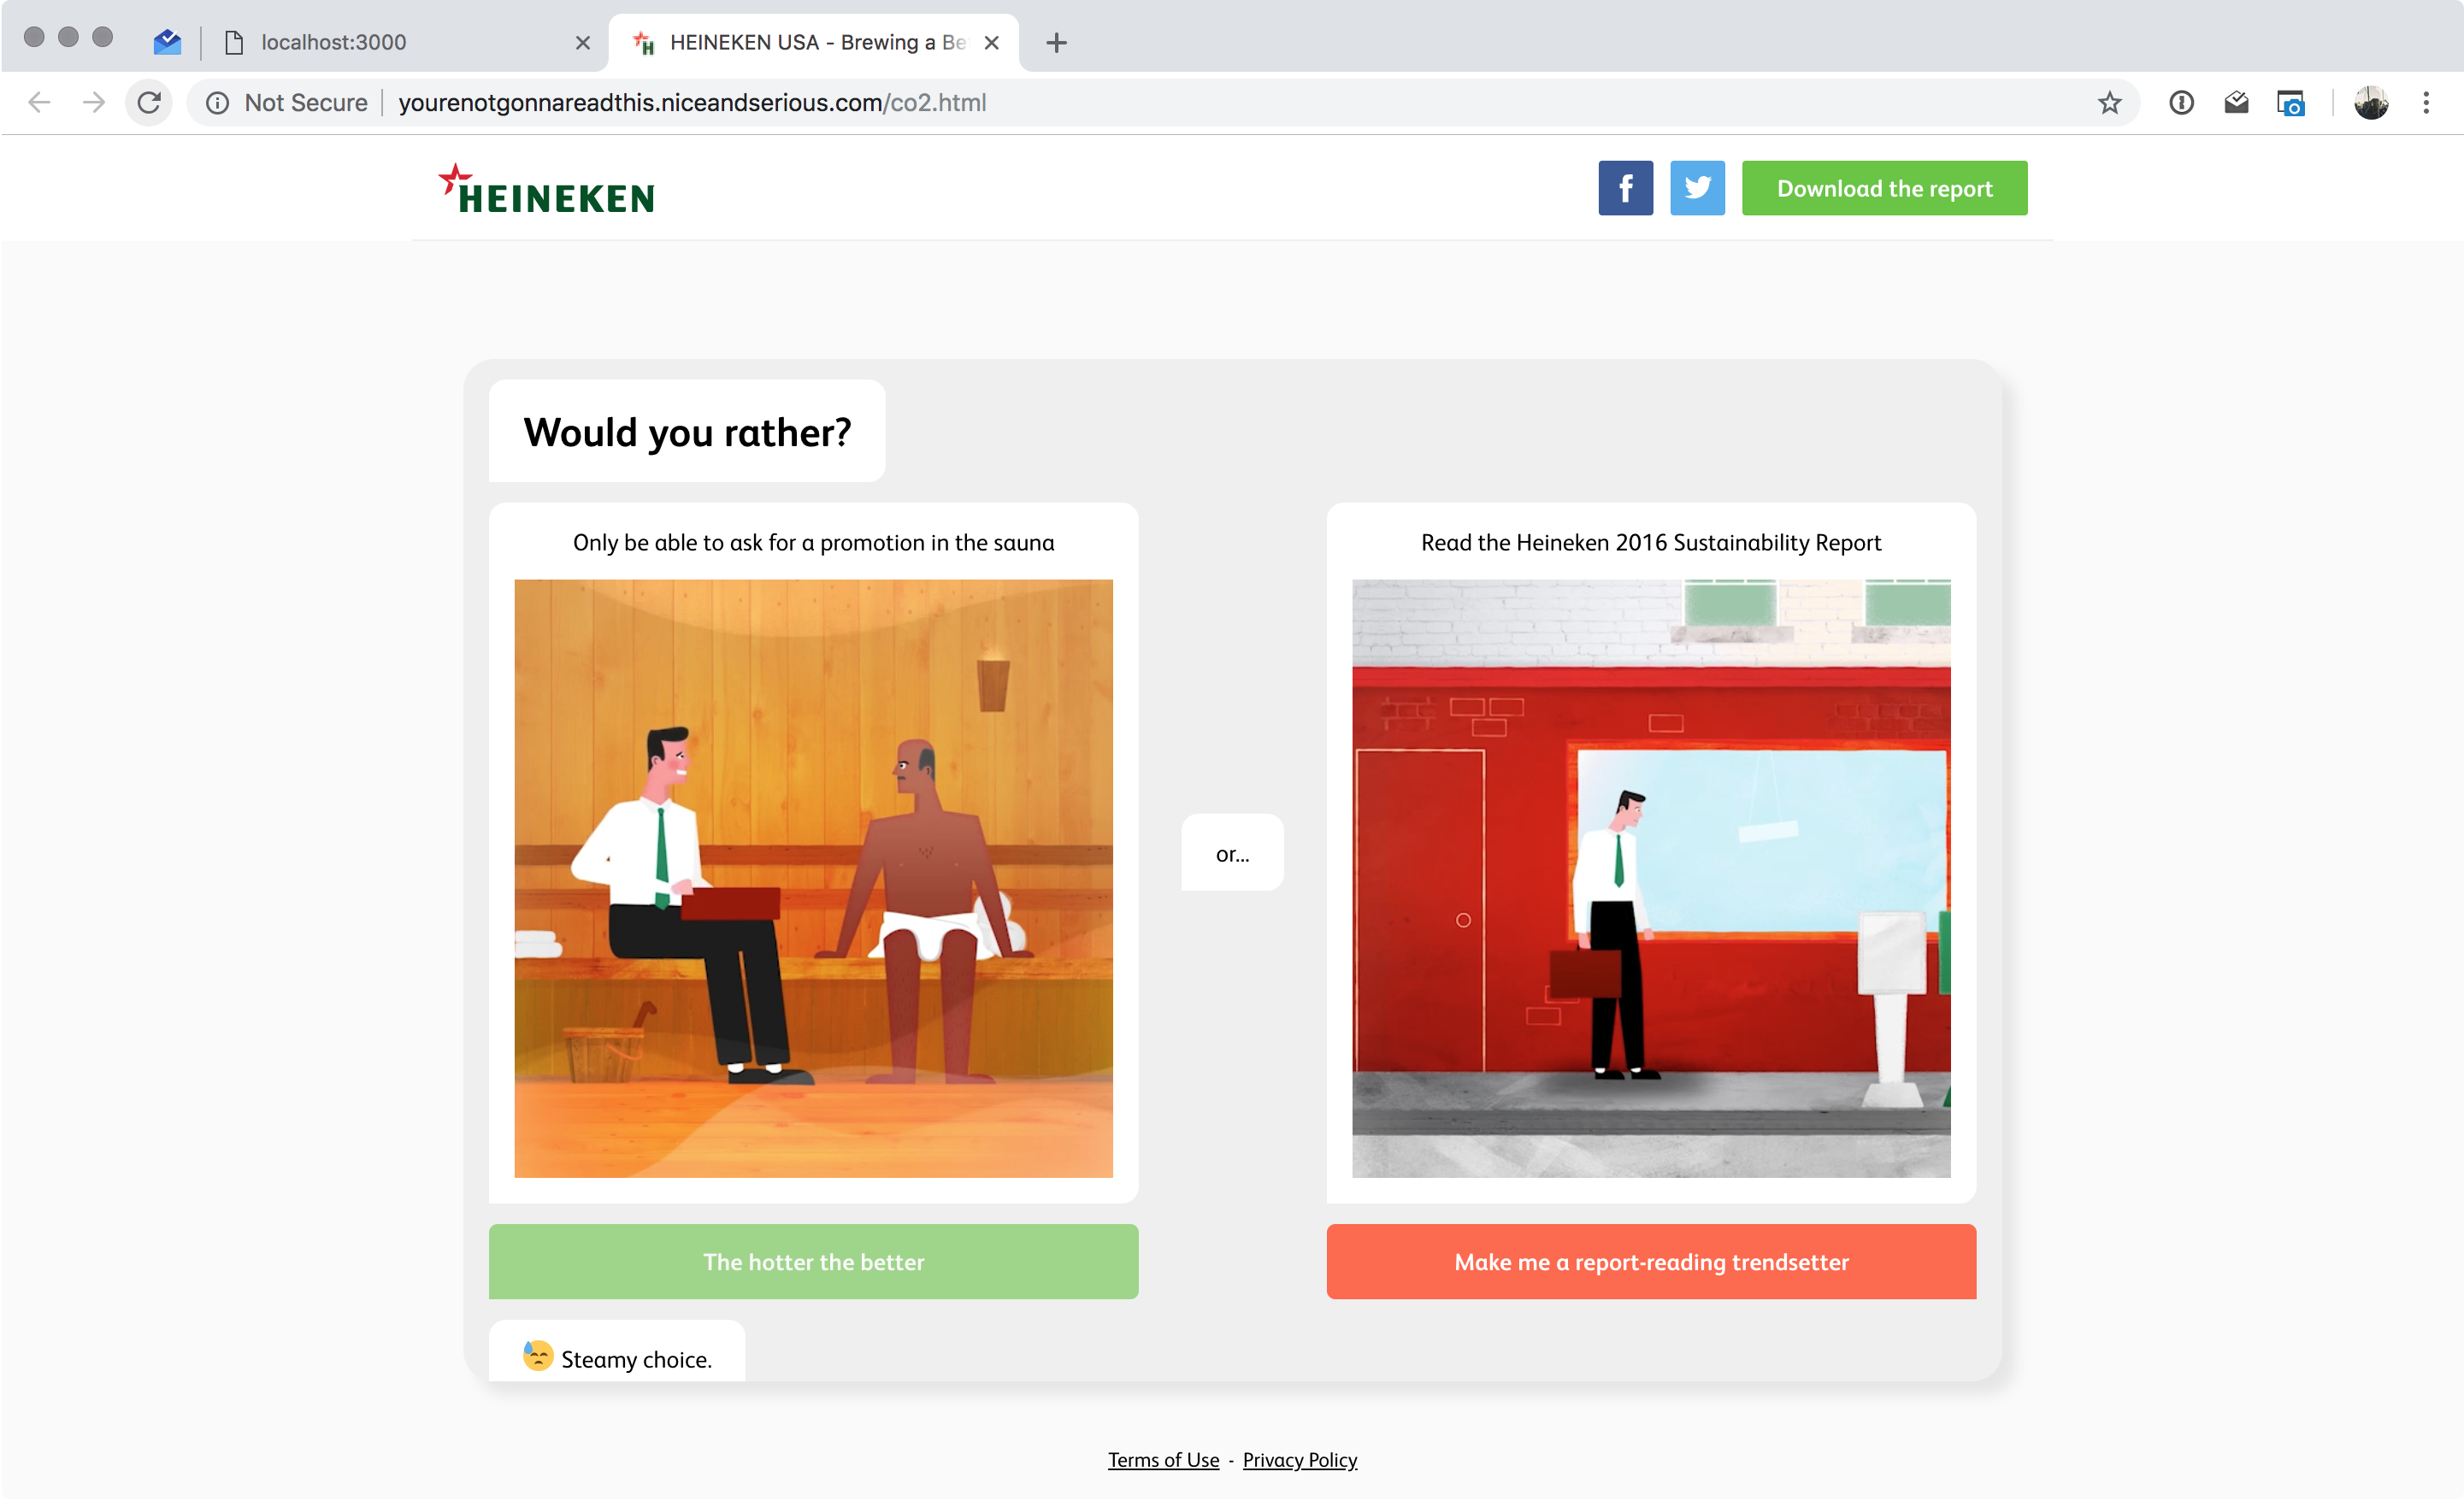 localhost:3000
HEINEKEN USA - Brewing a Be
Not Secure
yourenotgonnareadthis.niceandserious.com/co2.html
HEINEKEN
Download the report
Would you rather?
Only be able to ask for a promotion in the sauna
or...
Read the Heineken 2016 Sustainability Report
The hotter the better
Make me a report-reading trendsetter
😓 Steamy choice.
Terms of Use - Privacy Policy